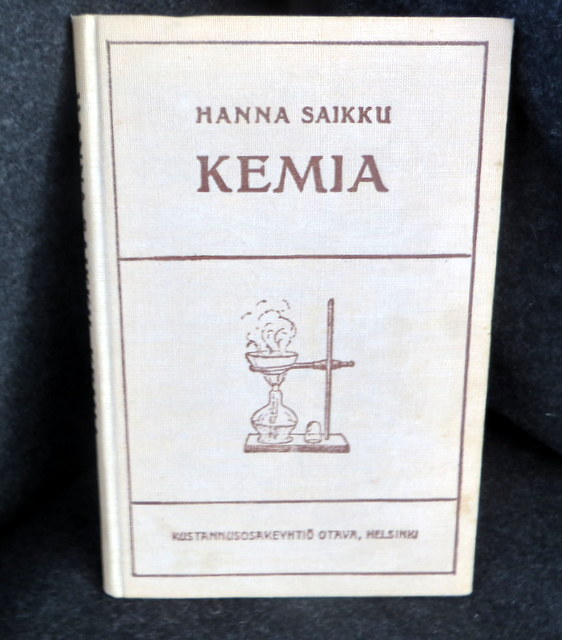 HANNA SAIKKU
KEMIA
KUSTANNUSOSAKEYHTIÖ OTAVA, HELSINKI